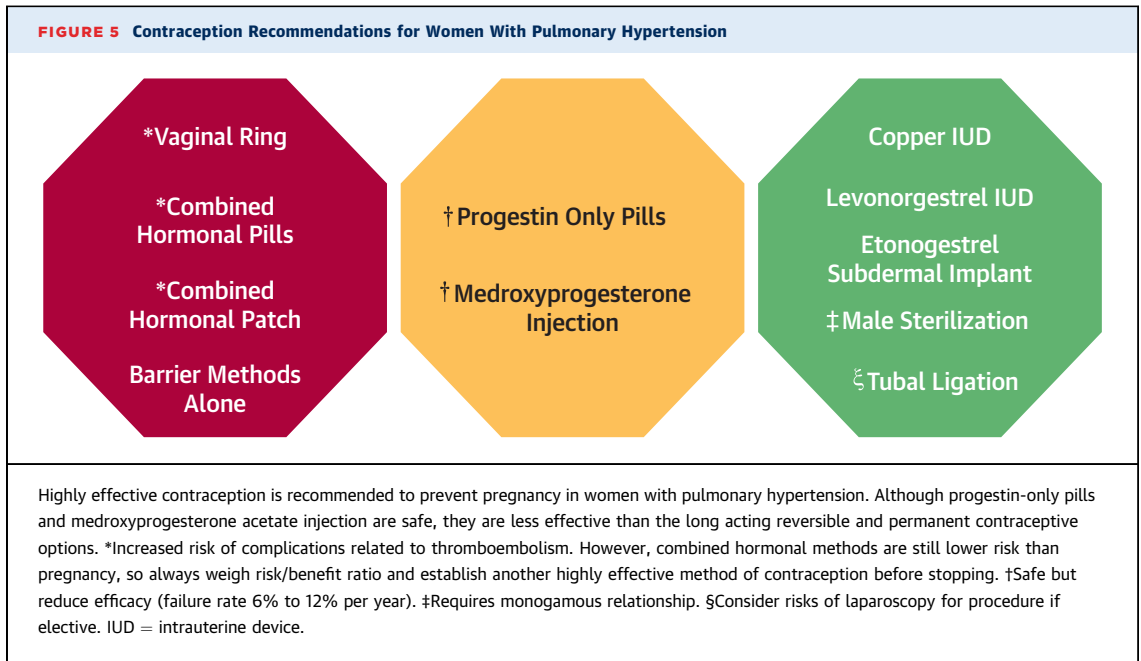 FIGURE 5 Contraception Recommendations for Women With Pulmonary Hypertension
*Vaginal Ring
*Combined
Hormonal Pills
*Combined
Hormonal Patch
Barrier Methods
Alone
†Progestin Only Pills
†Medroxyprogesterone
Injection
Copper IUD
Levonorgestrel IUD
Etonogestrel
Subdermal Implant
‡Male Sterilization
ξTubal Ligation
Highly effective contraception is recommended to prevent pregnancy in women with pulmonary hypertension. Although progestin-only pills
and medroxyprogesterone acetate injection are safe, they are less effective than the long acting reversible and permanent contraceptive
options. *Increased risk of complications related to thromboembolism. However, combined hormonal methods are still lower risk than
pregnancy, so always weigh risk/benefit ratio and establish another highly effective method of contraception before stopping. †Safe but
reduce efficacy (failure rate 6% to 12% per year). ‡Requires monogamous relationship. §Consider risks of laparoscopy for procedure if
elective. IUD = intrauterine device.